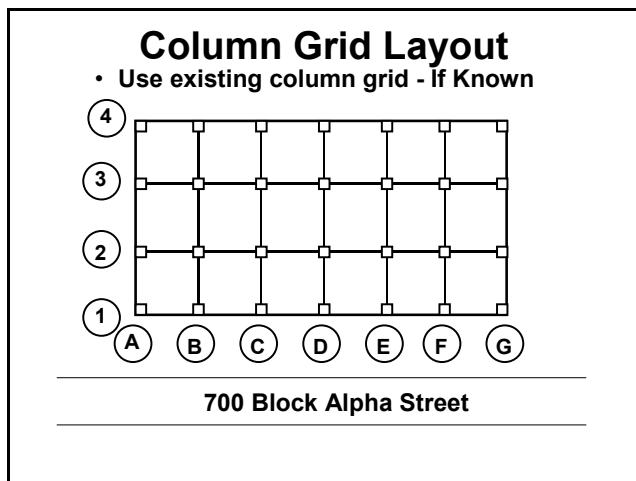 Column Grid Layout
• Use existing column grid - If Known
4
3
2
1
A B C D E F G
700 Block Alpha Street